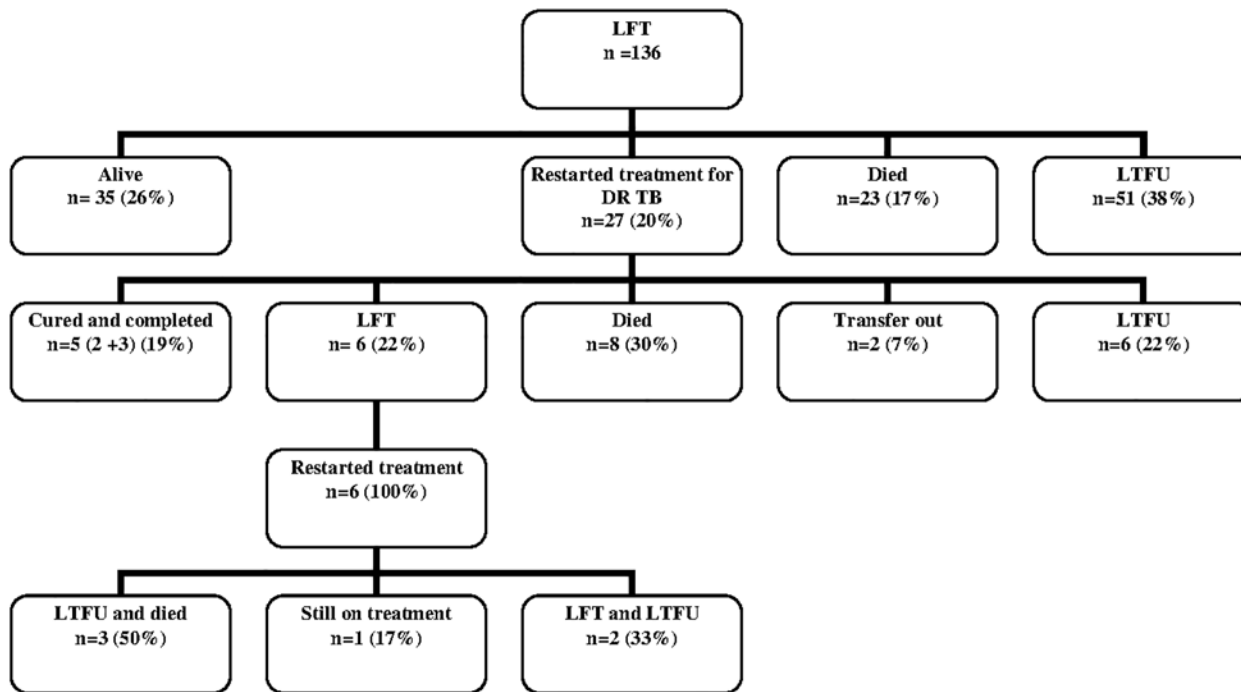 LFT
n =136
Alive
n= 35 (26%)
Restarted treatment for
DR TB
n=27 (20%)
Died
n=23 (17%)
LTFU
n=51 (38%)
Cured and completed
n=5 (2 +3) (19%)
LFT
n= 6 (22%)
Died
n=8 (30%)
Transfer out
n=2 (7%)
LTFU
n=6 (22%)
Restarted treatment
n=6 (100%)
LTFU and died
n=3 (50%)
Still on treatment
n=1 (17%)
LFT and LTFU
n=2 (33%)